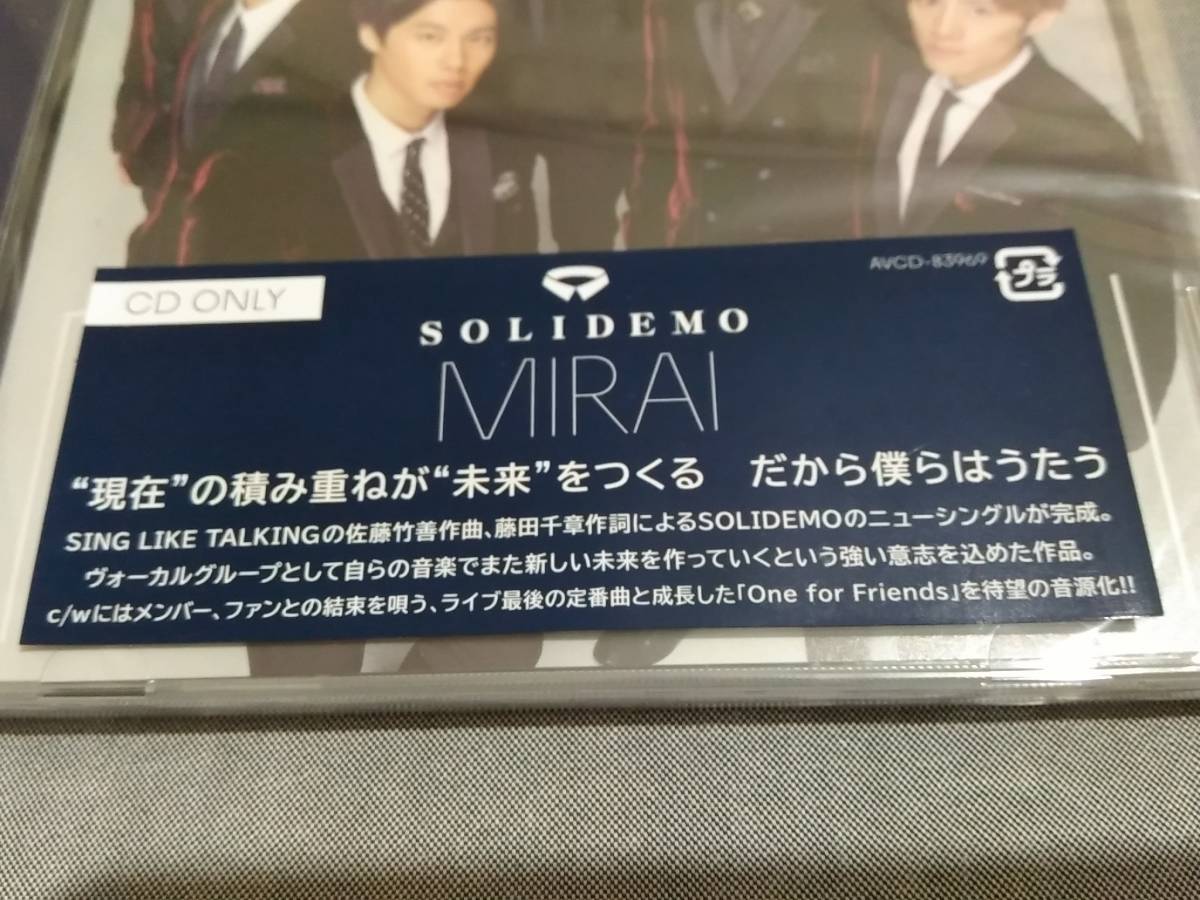 CD ONLY
AVCD-83969
プラ
SOLIDEMO
MIRAI
“現在”の積み重ねが“未来”をつくる　だから僕らはうたう
SING LIKE TALKINGの佐藤竹善作曲、藤田千章作詞によるSOLIDEMOのニューシングルが完成。
ヴォーカルグループとして自らの音楽でまた新しい未来を作っていくという強い意志を込めた作品。
c/wにはメンバー、ファンとの結束を唄う、ライブ最後の定番曲と成長した「One for Friends」を待望の音源化!!